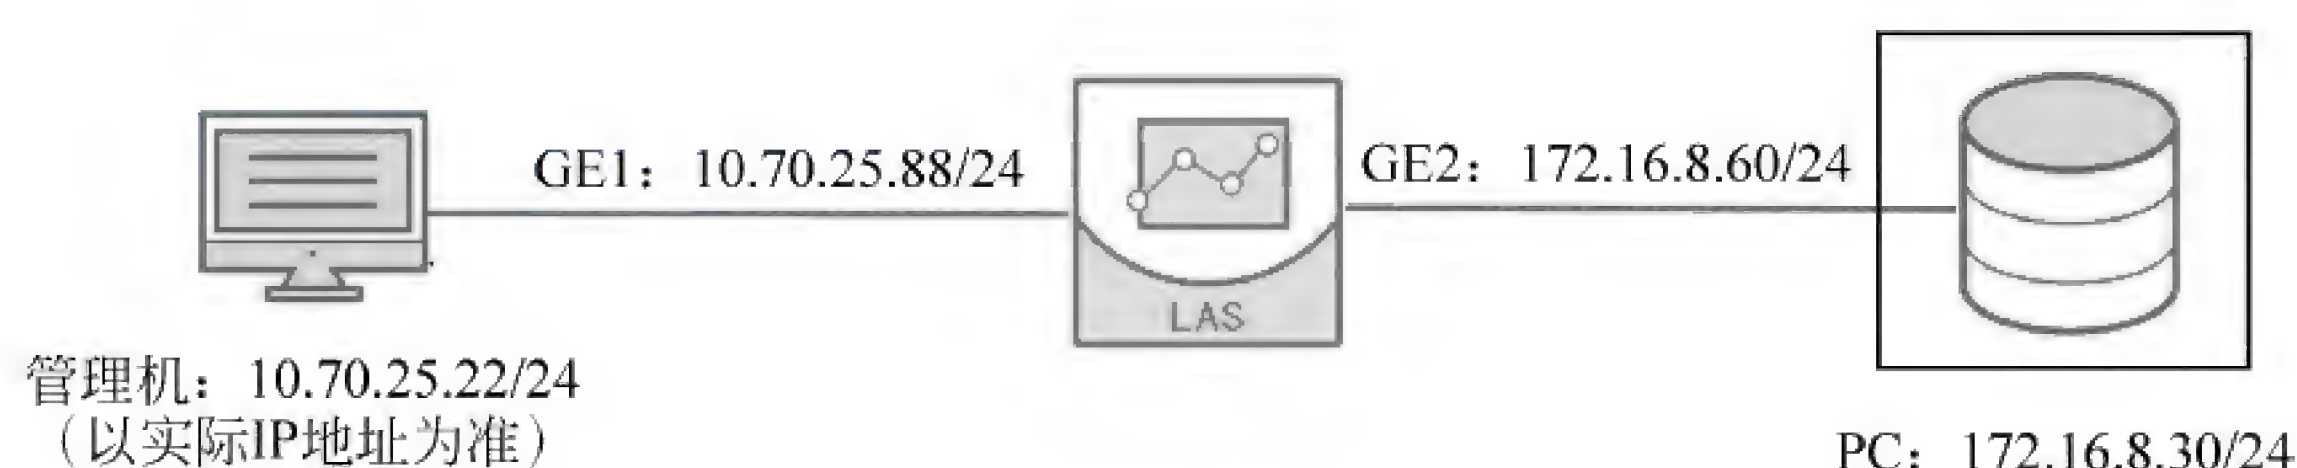 GE1：10.70.25.88/24
GE2：172.16.8.60/24
LAS
管理机：10.70.25.22/24
（以实际IP地址为准）
PC：172.16.8.30/24